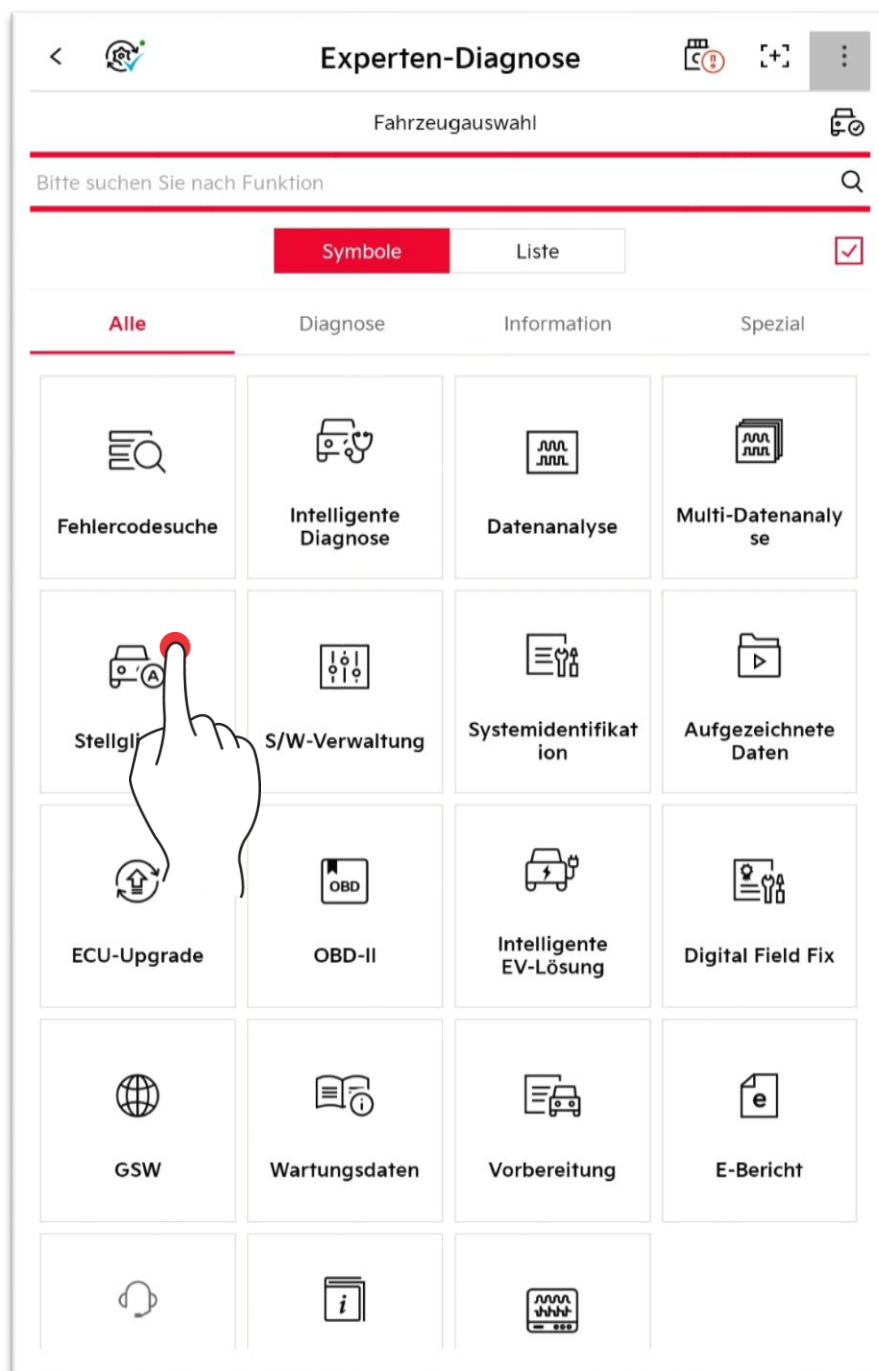 Experten-Diagnose
Fahrzeugauswahl
Bitte suchen Sie nach Funktion
Symbole
Liste
Alle
Diagnose
Information
Spezial
Fehlercodesuche
Intelligente
Diagnose
Datenanalyse
Multi-Datenanaly
se
A
S/W-Verwaltung
Systemidentifikat
ion
Aufgezeichnete
Daten
ECU-Upgrade
OBD
OBD-II
Intelligente
EV-Lösung
Digital Field Fix
GSW
i
Wartungsdaten
Vorbereitung
e
E-Bericht
i